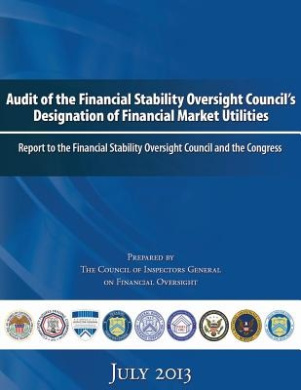 Audit of the Financial Stability Oversight Council's
Designation of Financial Market Utilities
Report to the Financial Stability Oversight Council and the Congress
Prepared by
The Council of Inspectors General
on Financial Oversight
July 2013